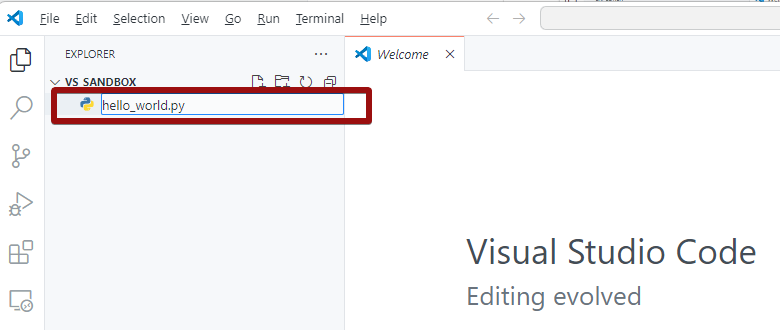 File Edit Selection View Go Run Terminal Help
EXPLORER
Welcome
VS SANDBOX
hello_world.py
Visual Studio Code
Editing evolved